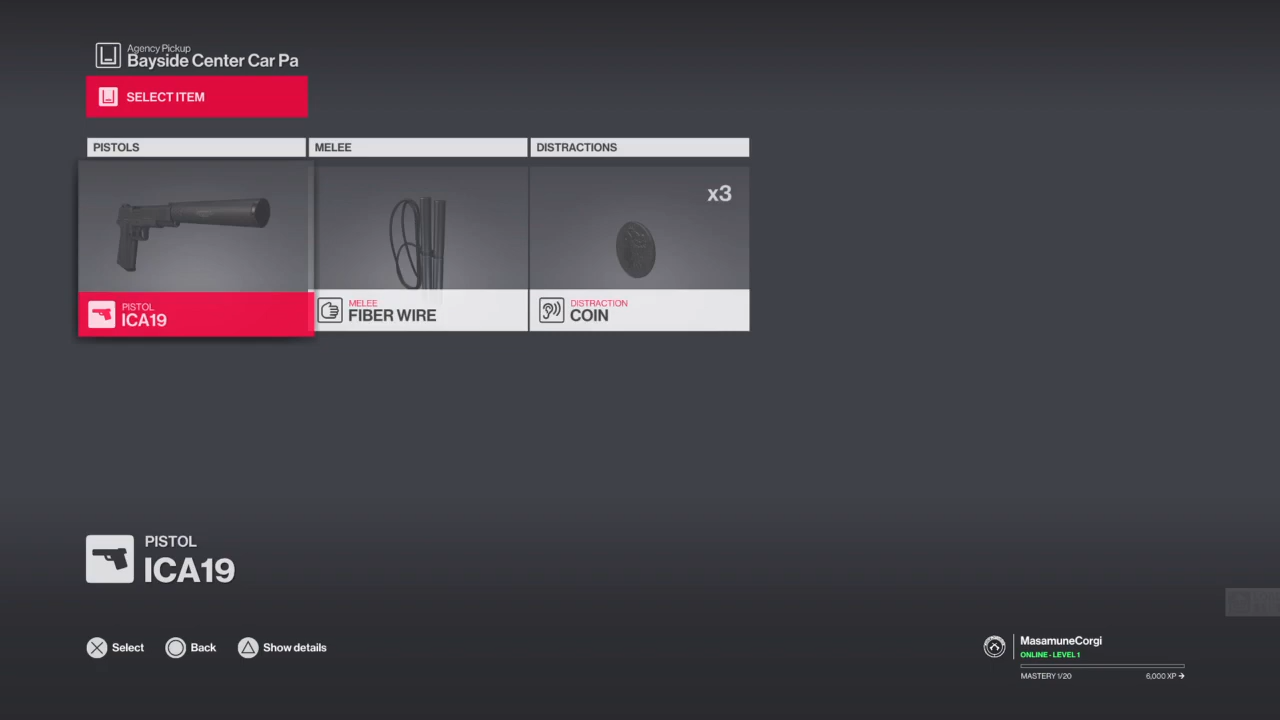 Agency Pickup
Bayside Center Car Pa
SELECT ITEM
PISTOLS
MELEE
DISTRACTIONS
x3
PISTOL
ICA19
MELEE
FIBER WIRE
DISTRACTION
COIN
PISTOL
ICA19
Select
Back
Show details
MasamuneCorgi
ONLINE - LEVEL 1
MASTERY 1/20
6,000 XP